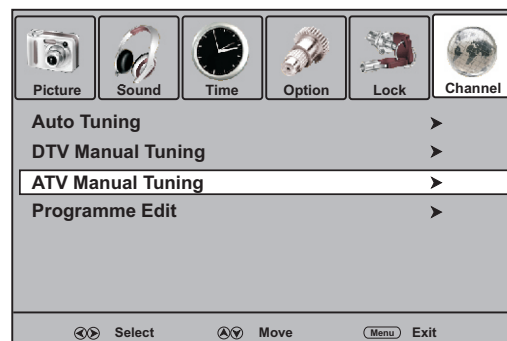 Picture Sound Time Option Lock Channel
Auto Tuning
DTV Manual Tuning
ATV Manual Tuning
Programme Edit
Select Move Menu Exit